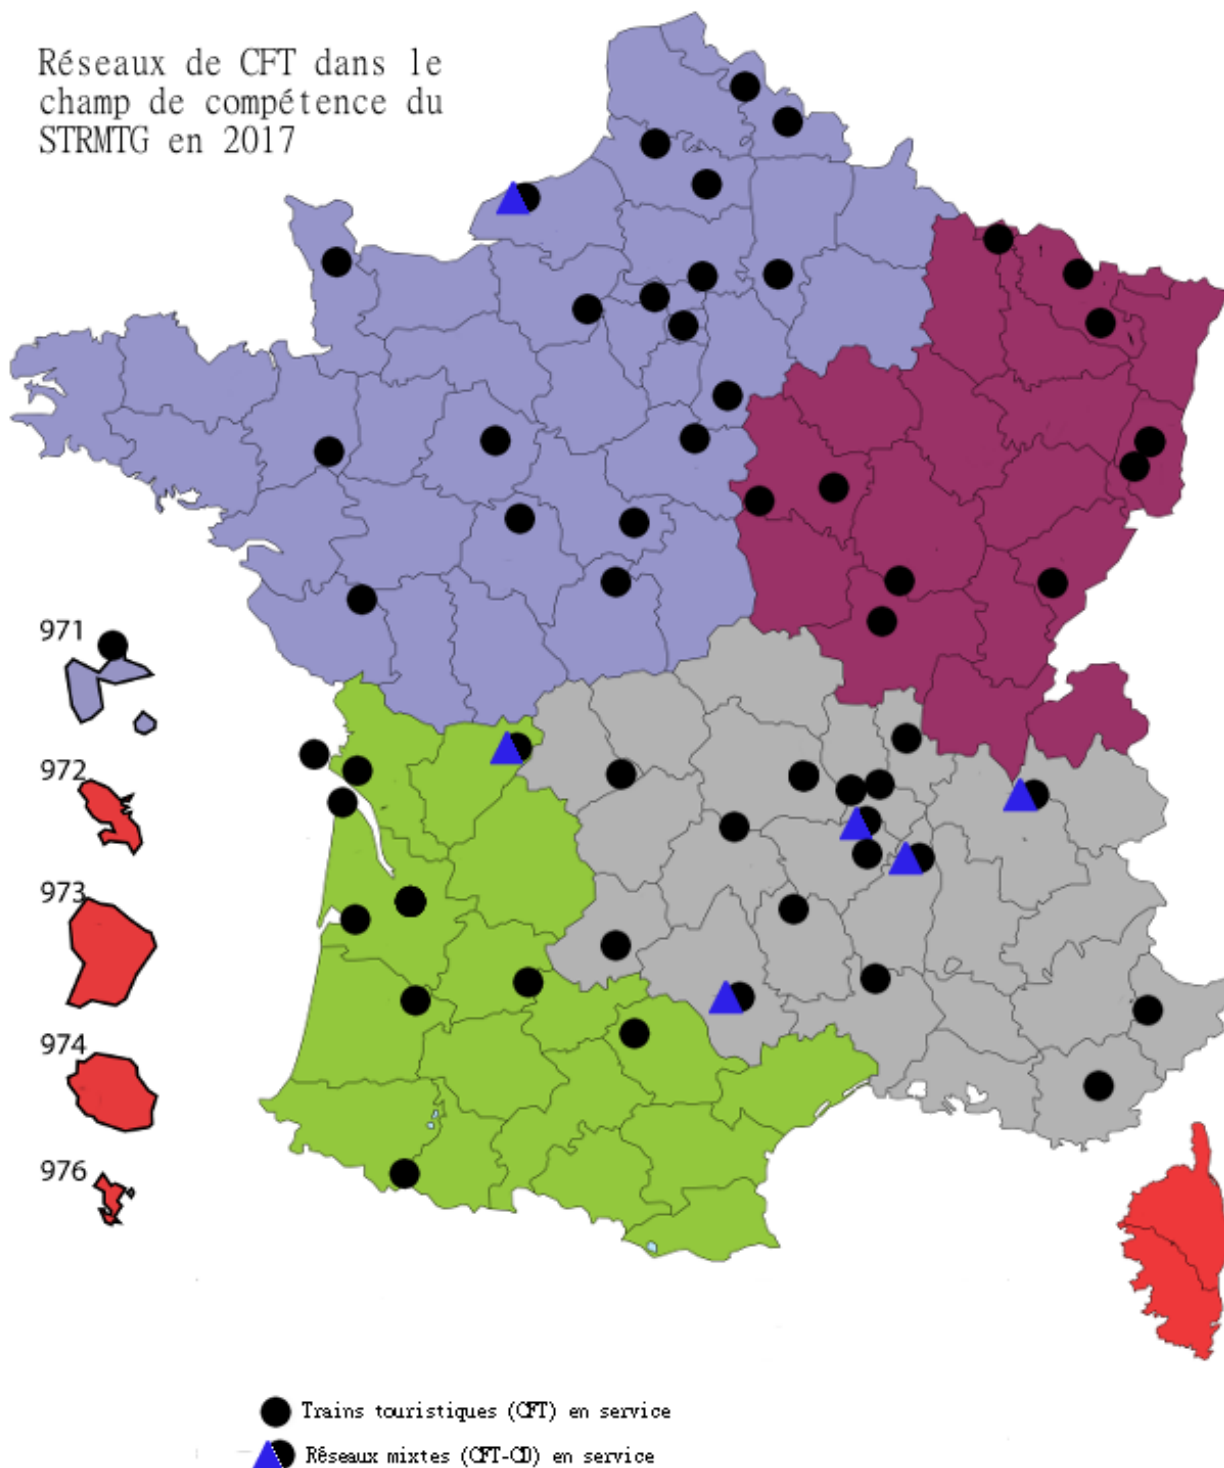 Réseaux de CFT dans le
champ de compétence du
STRMTG en 2017
971
972
973
974
976
Trains touristiques (CFT) en service
Réseaux mixtes (CFT-CD) en service